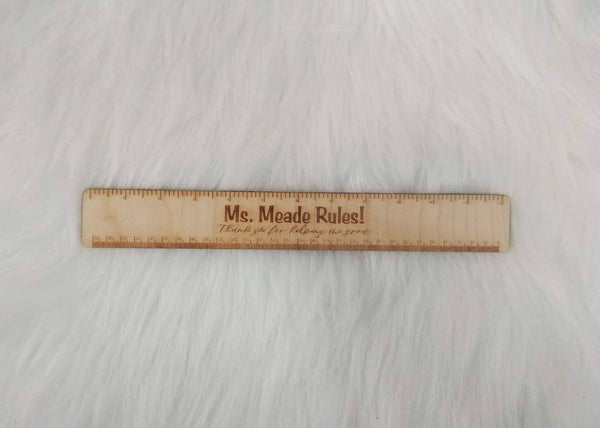 Ms. Meade Rules!
Thank you for helping me grow